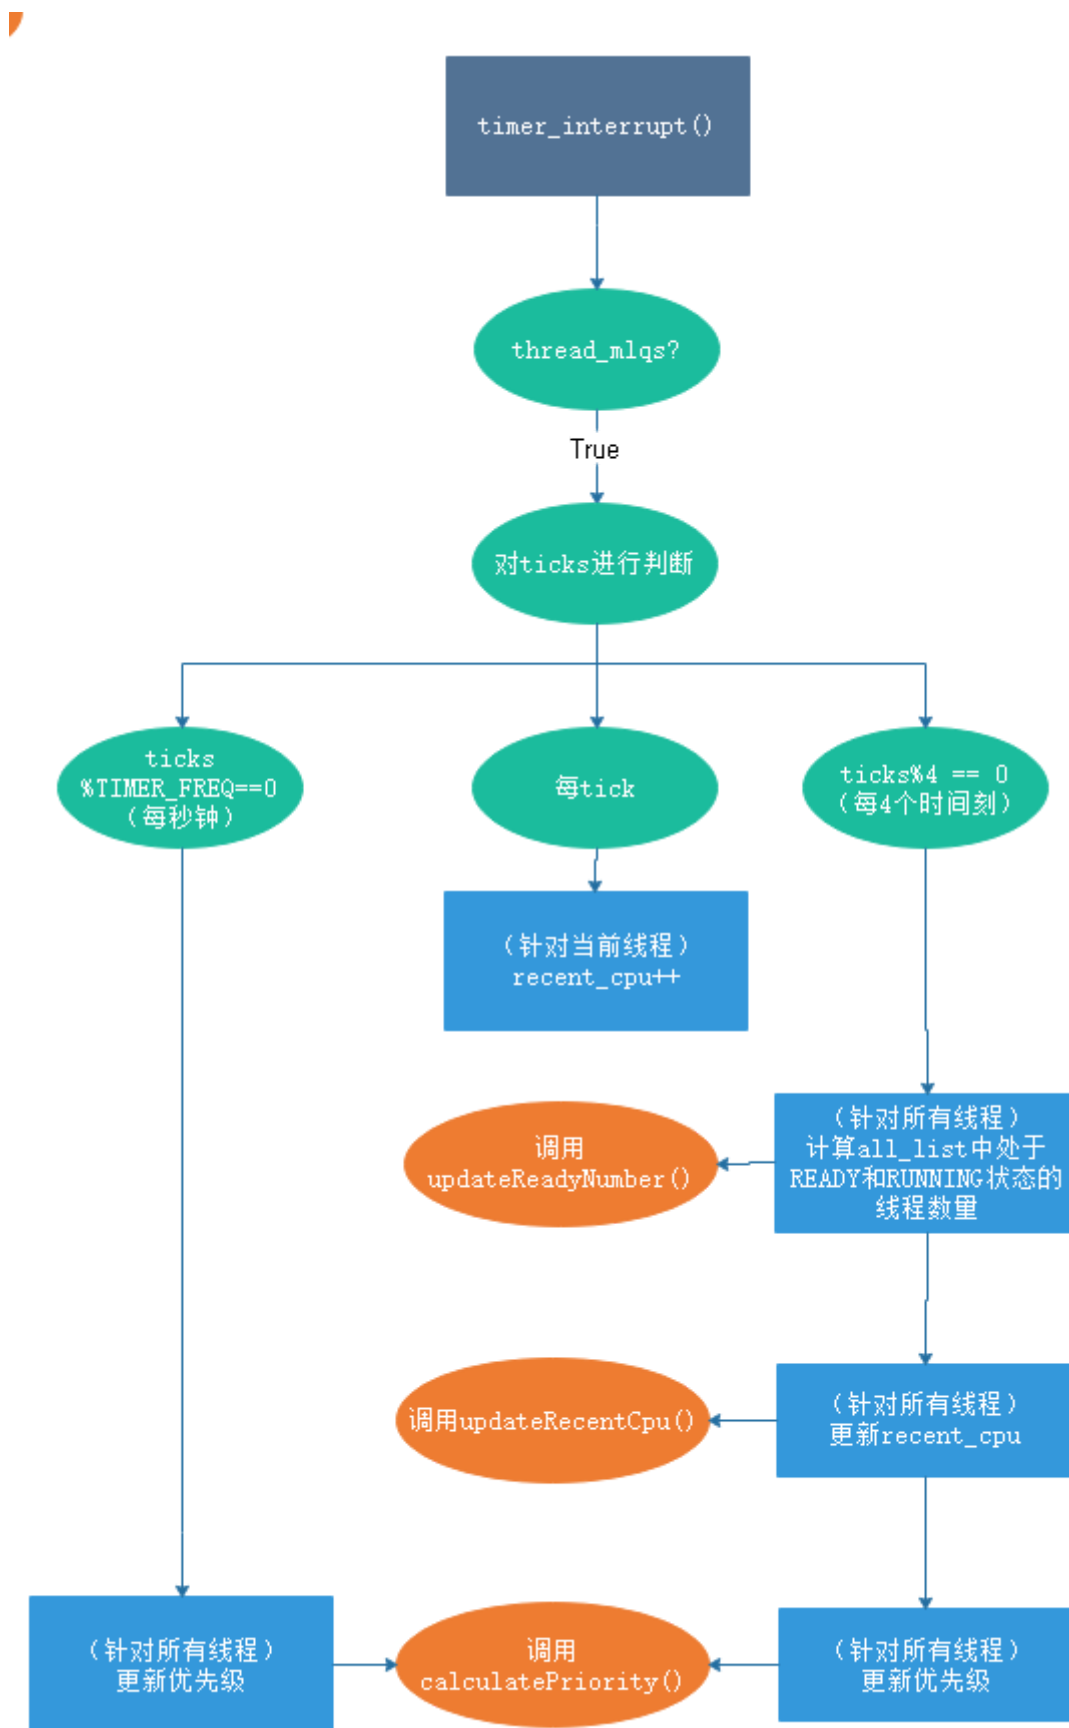 timer_interrupt()
thread_mlqs?
True
对ticks进行判断
ticks
%TIMER_FREQ==0
（每秒钟）
每tick
ticks%4 == 0
（每4个时间刻）
（针对当前线程）
recent_cpu++
（针对所有线程）
计算all_list中处于
READY和RUNNING状态的
线程数量
调用
updateReadyNumber()
（针对所有线程）
更新recent_cpu
调用updateRecentCpu()
（针对所有线程）
更新优先级
调用
calculatePriority()
（针对所有线程）
更新优先级